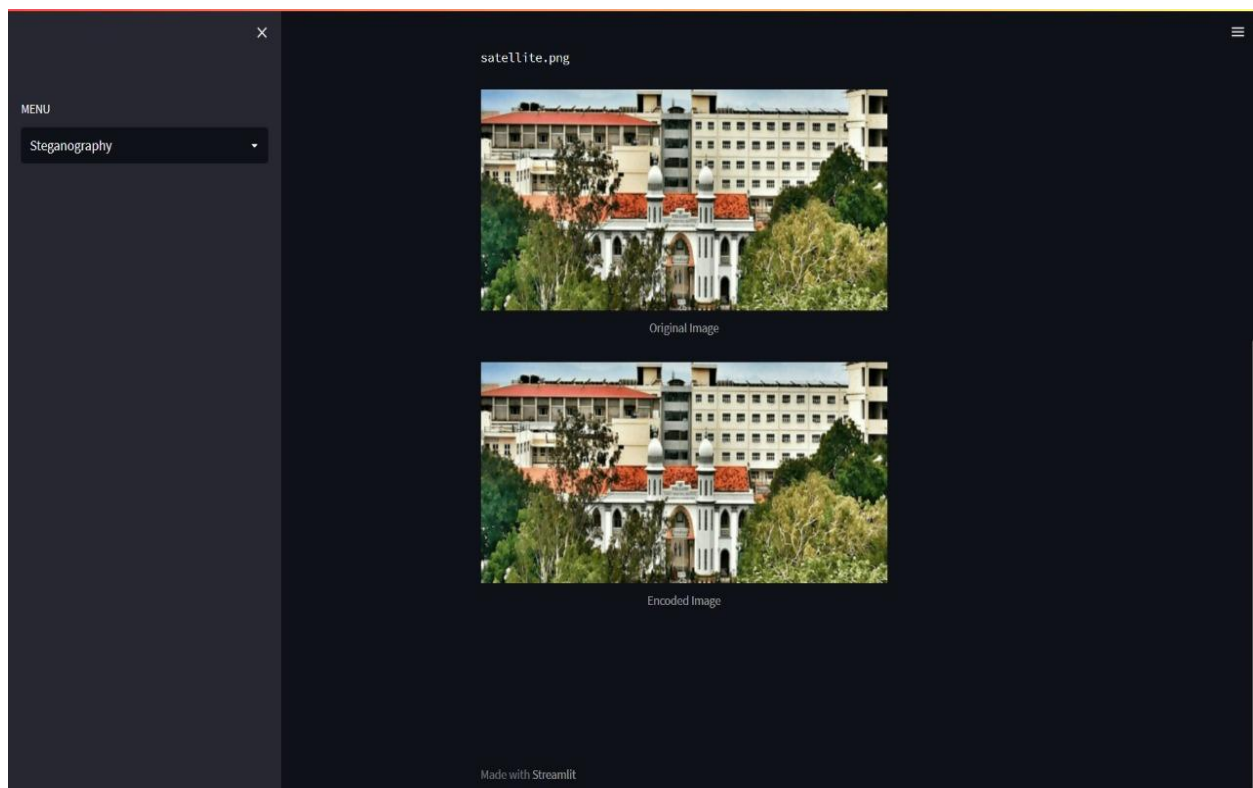 MENU
Steganography
satellite.png
Original Image
Encoded Image
Made with Streamlit